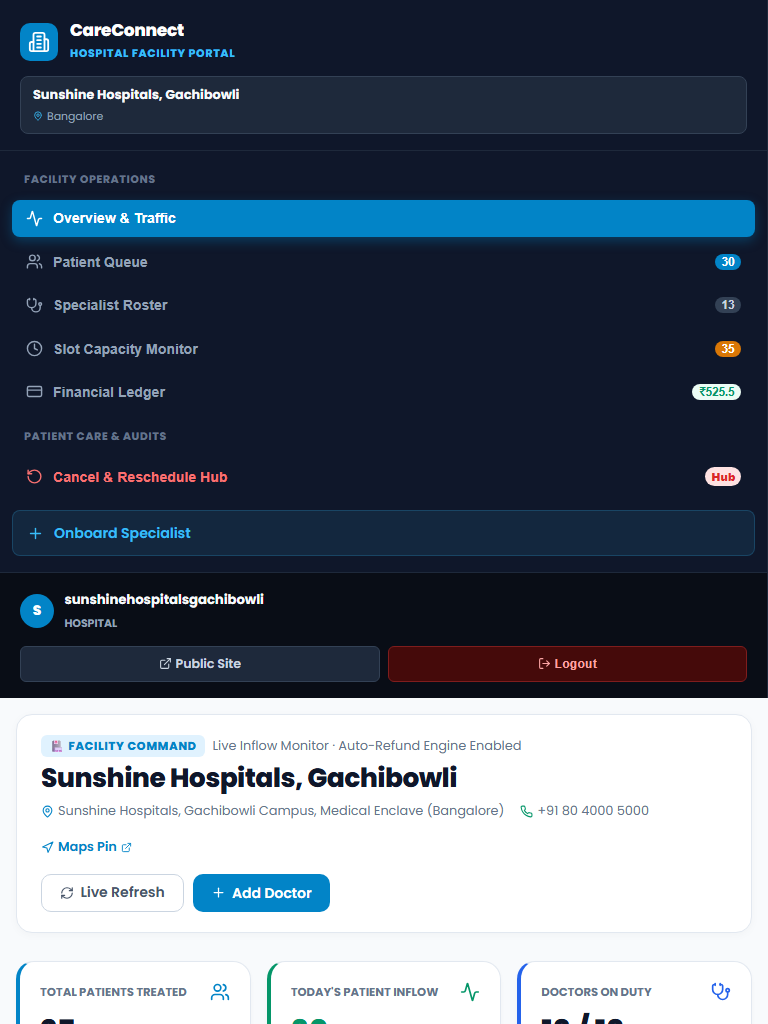 CareConnect
HOSPITAL FACILITY PORTAL
Sunshine Hospitals, Gachibowli
Bangalore
FACILITY OPERATIONS
Overview & Traffic
Patient Queue 30
Specialist Roster 13
Slot Capacity Monitor 35
Financial Ledger ₹525.5
PATIENT CARE & AUDITS
Cancel & Reschedule Hub Hub
Onboard Specialist
S
sunshinehospitalsgachibowli
HOSPITAL
Public Site Logout
FACILITY COMMAND Live Inflow Monitor · Auto-Refund Engine Enabled
Sunshine Hospitals, Gachibowli
Sunshine Hospitals, Gachibowli Campus, Medical Enclave (Bangalore) +91 80 4000 5000
Maps Pin
Live Refresh Add Doctor
TOTAL PATIENTS TREATED TODAY'S PATIENT INFLOW DOCTORS ON DUTY